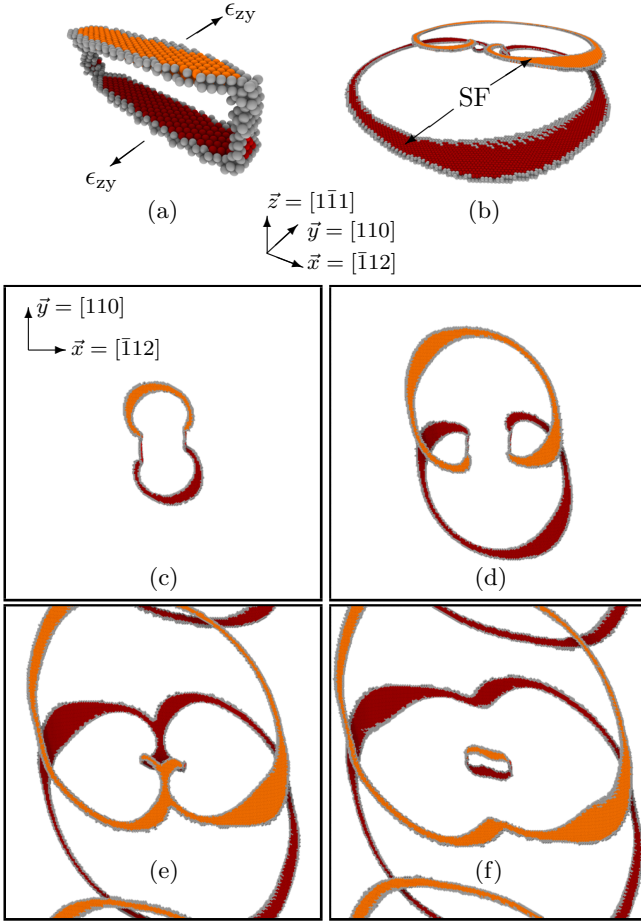 ϵzy
SF
ϵzy
(a)
(b)
z⃗ = [11̄1]
y⃗ = [110]
x⃗ = [1̄12]
y⃗ = [110]
x⃗ = [1̄12]
(c)
(d)
(e)
(f)